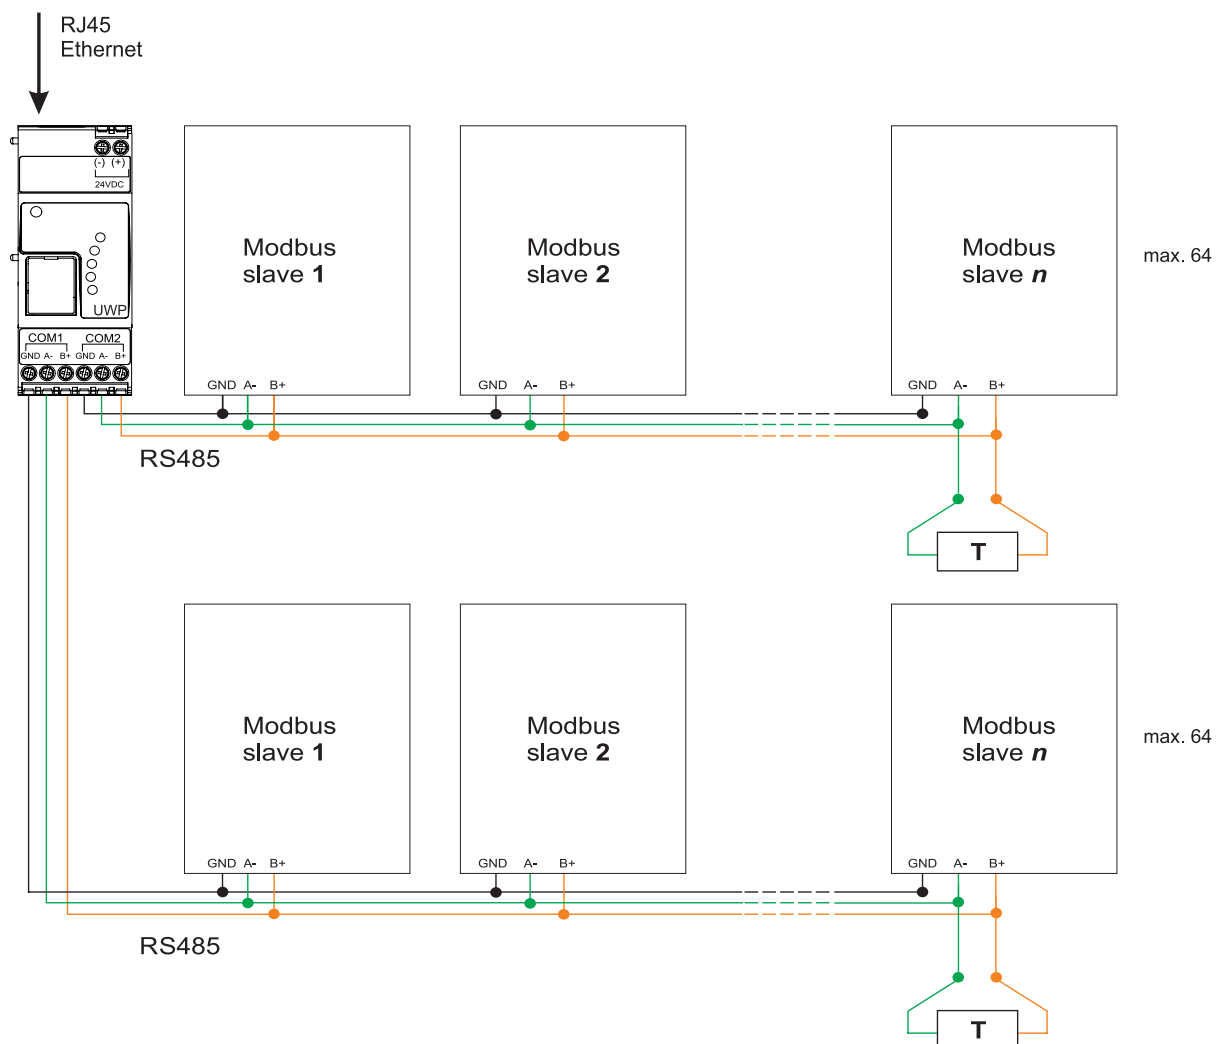 RJ45
Ethernet
(-) (+)
24VDC
UWP
COM1 COM2
GND A- B+ GND A- B+
Modbus
slave 1
Modbus
slave 2
Modbus
slave n
max. 64
GND A- B+
GND A- B+
GND A- B+
RS485
T
Modbus
slave 1
Modbus
slave 2
Modbus
slave n
max. 64
GND A- B+
GND A- B+
GND A- B+
RS485
T